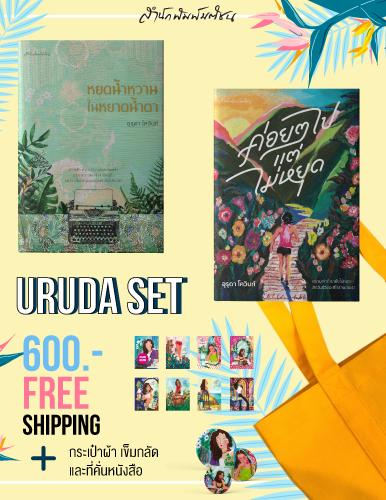 สำนักพิมพ์มติชน
หยดน้ำหวาน
ในหยาดน้ำตา
อุรุดา โควินท์
ค่อยๆ ไป
แต่
ไม่หยุด
อุรุดา โควินท์
URUDA SET
600.-
FREE
SHIPPING
+ กระเป๋าผ้า เข็มกลัด
และที่คั่นหนังสือ